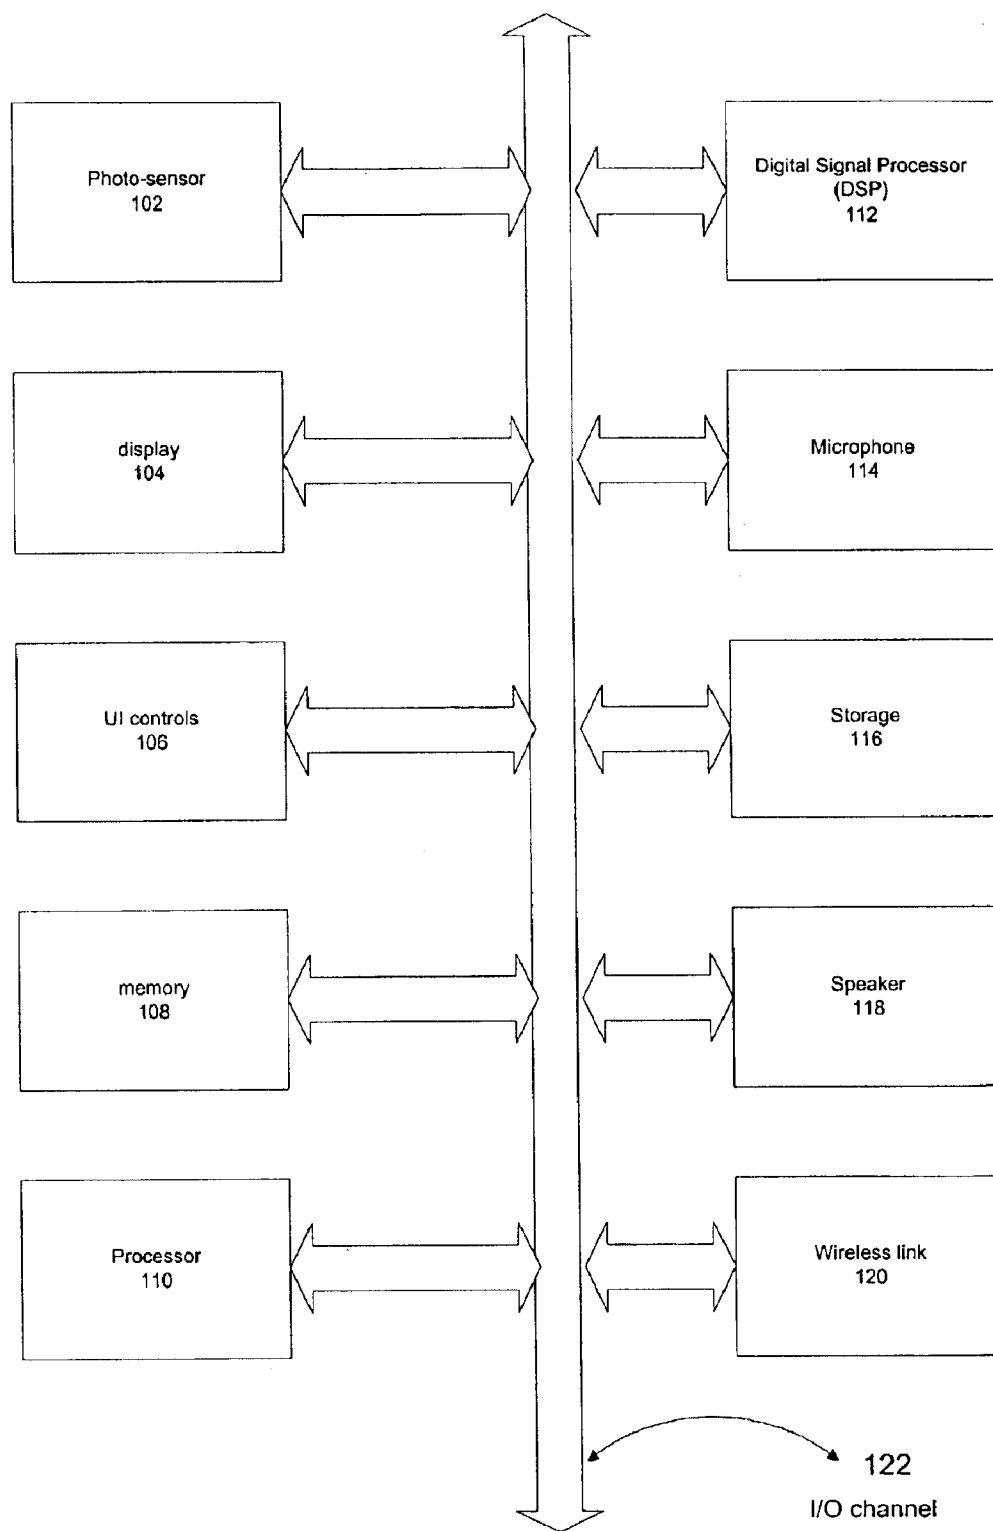 Photo-sensor
102
Digital Signal Processor
(DSP)
112
display
104
Microphone
114
UI controls
106
Storage
116
memory
108
Speaker
118
Processor
110
Wireless link
120
122
I/O channel